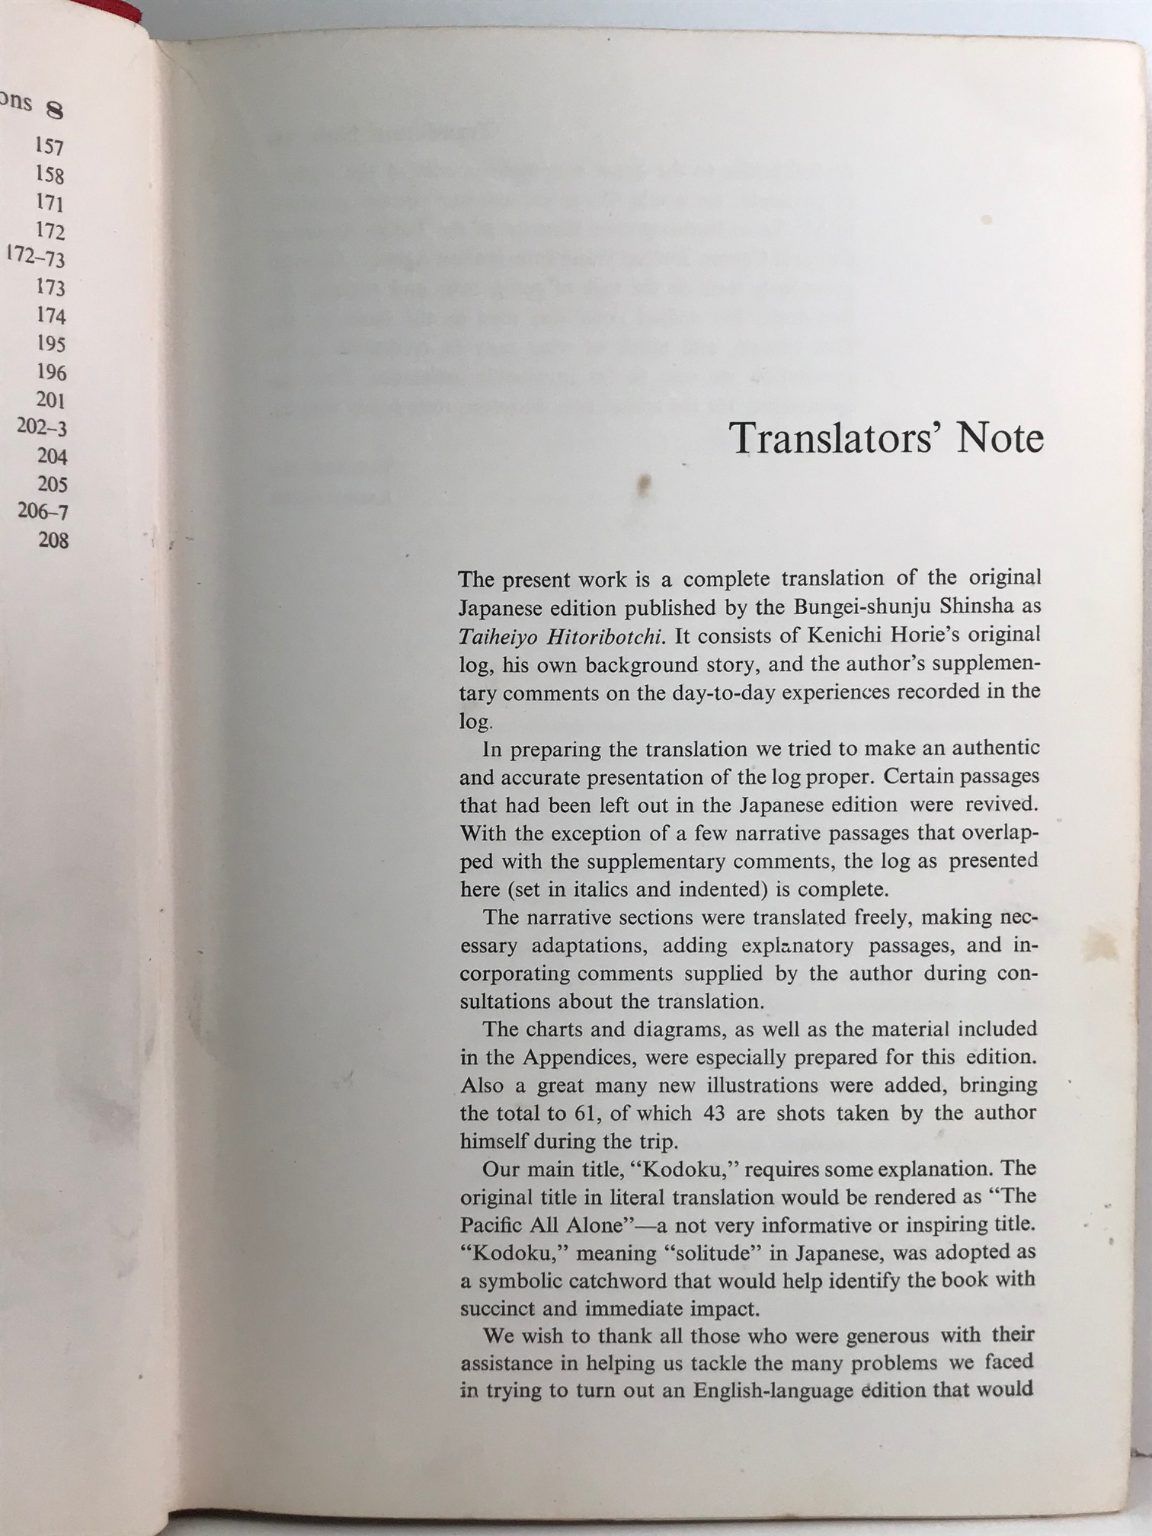 ons 8
157
158
171
172
172–73
173
174
195
196
201
202–3
204
205
206–7
208
Translators’ Note
The present work is a complete translation of the original
Japanese edition published by the Bungei-shunju Shinsha as
Taiheiyo Hitoribotchi. It consists of Kenichi Horie’s original
log, his own background story, and the author’s supplemen-
tary comments on the day-to-day experiences recorded in the
log.
In preparing the translation we tried to make an authentic
and accurate presentation of the log proper. Certain passages
that had been left out in the Japanese edition were revived.
With the exception of a few narrative passages that overlap-
ped with the supplementary comments, the log as presented
here (set in italics and indented) is complete.
The narrative sections were translated freely, making nec-
essary adaptations, adding explanatory passages, and in-
corporating comments supplied by the author during con-
sultations about the translation.
The charts and diagrams, as well as the material included
in the Appendices, were especially prepared for this edition.
Also a great many new illustrations were added, bringing
the total to 61, of which 43 are shots taken by the author
himself during the trip.
Our main title, “Kodoku,” requires some explanation. The
original title in literal translation would be rendered as “The
Pacific All Alone”—a not very informative or inspiring title.
“Kodoku,” meaning “solitude” in Japanese, was adopted as
a symbolic catchword that would help identify the book with
succinct and immediate impact.
We wish to thank all those who were generous with their
assistance in helping us tackle the many problems we faced
in trying to turn out an English-language edition that would